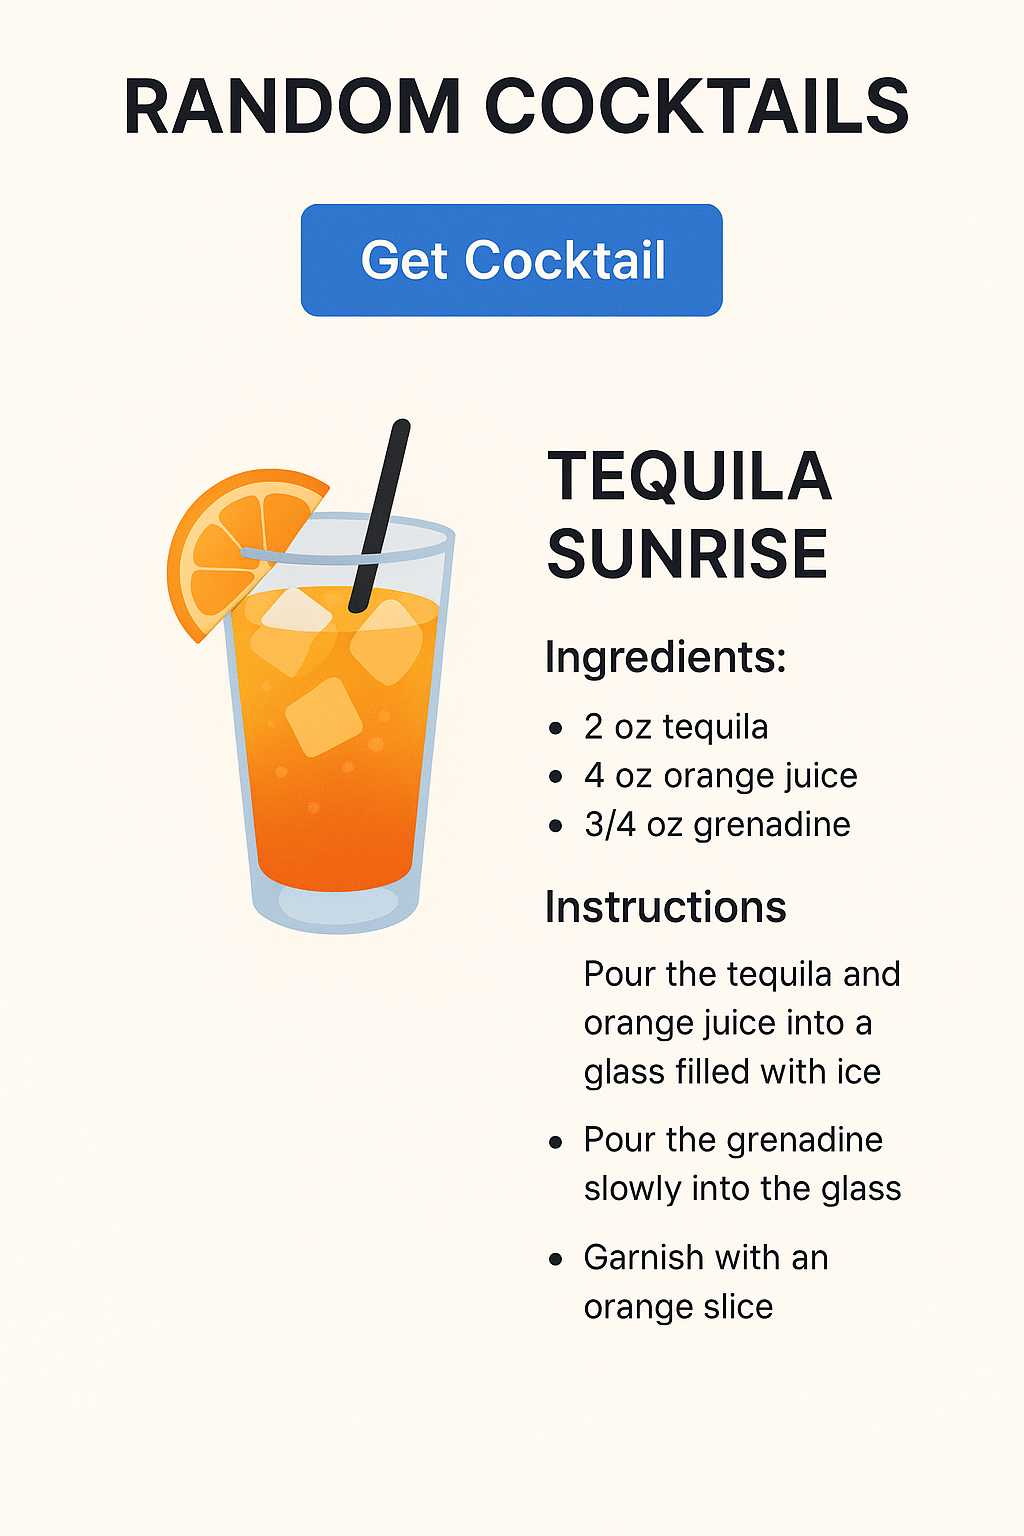 RANDOM COCKTAILS
Get Cocktail
TEQUILA
SUNRISE
Ingredients:
• 2 oz tequila
• 4 oz orange juice
• 3/4 oz grenadine
Instructions
Pour the tequila and
orange juice into a
glass filled with ice
• Pour the grenadine
slowly into the glass
• Garnish with an
orange slice